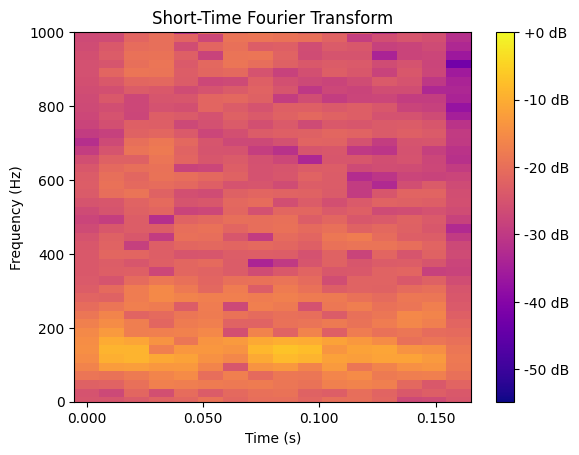 Short-Time Fourier Transform
Frequency (Hz)
1000
800
600
400
200
0
0.000
0.050
0.100
0.150
Time (s)
+0 dB
-10 dB
-20 dB
-30 dB
-40 dB
-50 dB